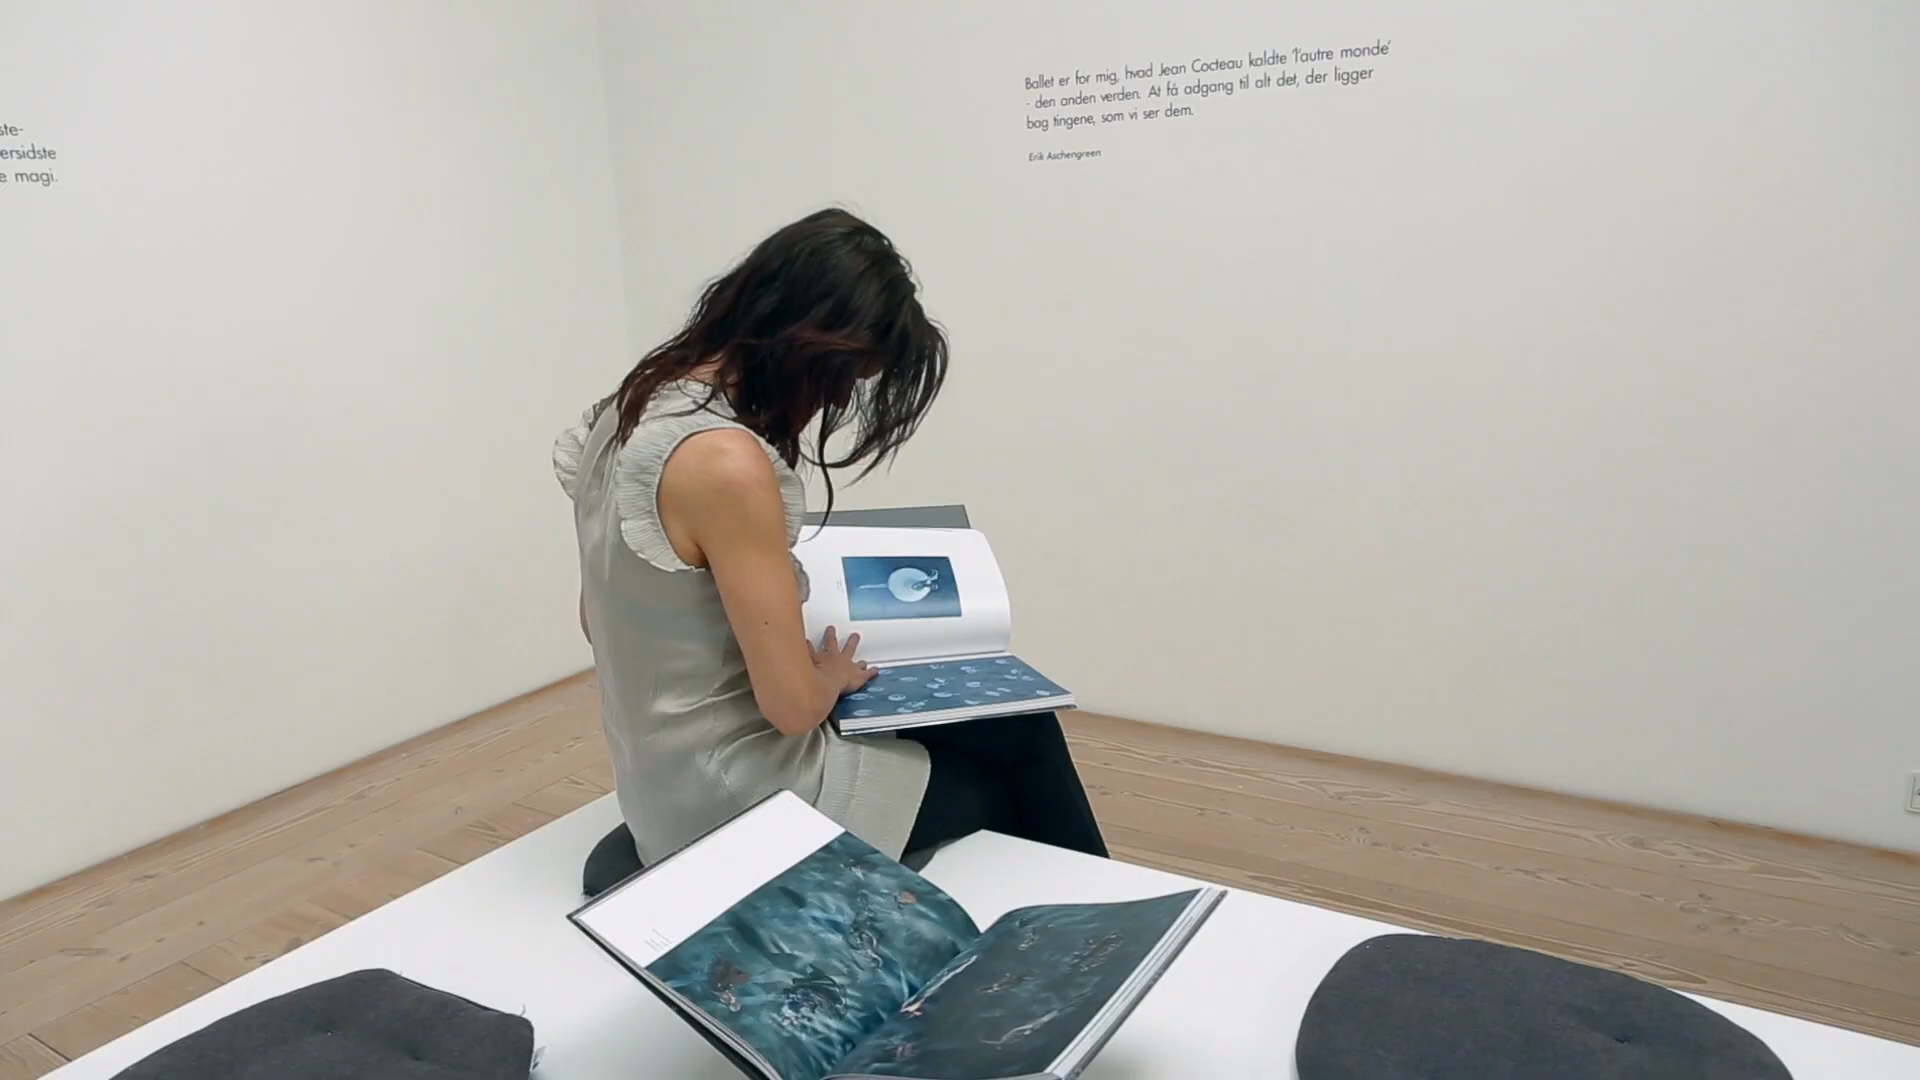 ste-
ersidste
e magi.
Ballet er for mig, hvad Jean Cocteau kaldte 'l'autre monde'
- den anden verden. At få adgang til alt det, der ligger
bag tingene, som vi ser dem.
Erik Aschengreen